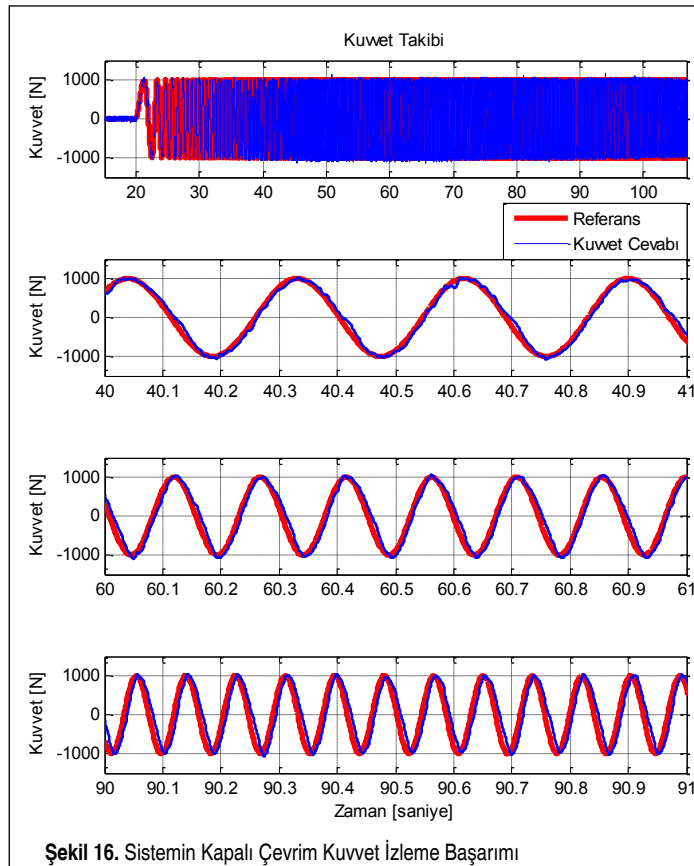 Kuvvet Takibi
Kuvvet [N]
1000
0
-1000
20 30 40 50 60 70 80 90 100
Referans
Kuvvet Cevabı
Kuvvet [N]
1000
0
-1000
40 40.1 40.2 40.3 40.4 40.5 40.6 40.7 40.8 40.9 41
Kuvvet [N]
1000
0
-1000
60 60.1 60.2 60.3 60.4 60.5 60.6 60.7 60.8 60.9 61
Kuvvet [N]
1000
0
-1000
90 90.1 90.2 90.3 90.4 90.5 90.6 90.7 90.8 90.9 91
Zaman [saniye]
Şekil 16. Sistemin Kapalı Çevrim Kuvvet İzleme Başarımı